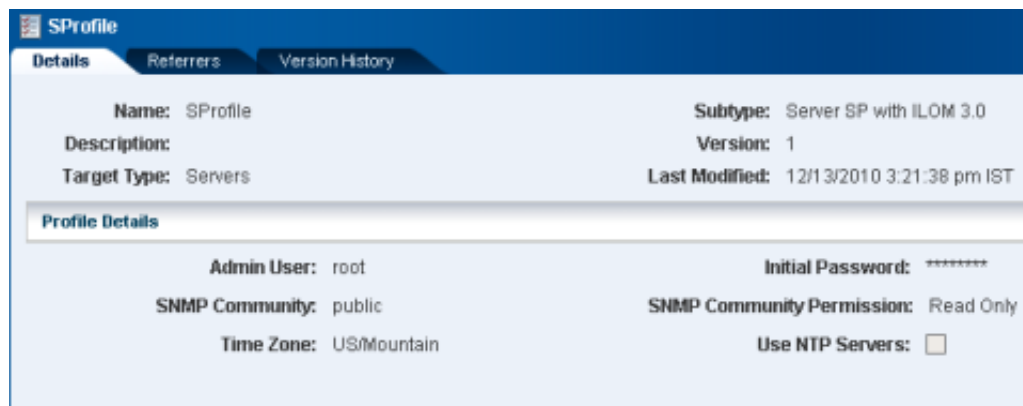 SProfile
Details Referrers Version History
Name: SProfile Subtype: Server SP with ILOM 3.0
Description: Version: 1
Target Type: Servers Last Modified: 12/13/2010 3:21:38 pm IST
Profile Details
Admin User: root Initial Password: ********
SNMP Community: public SNMP Community Permission: Read Only
Time Zone: US/Mountain Use NTP Servers: